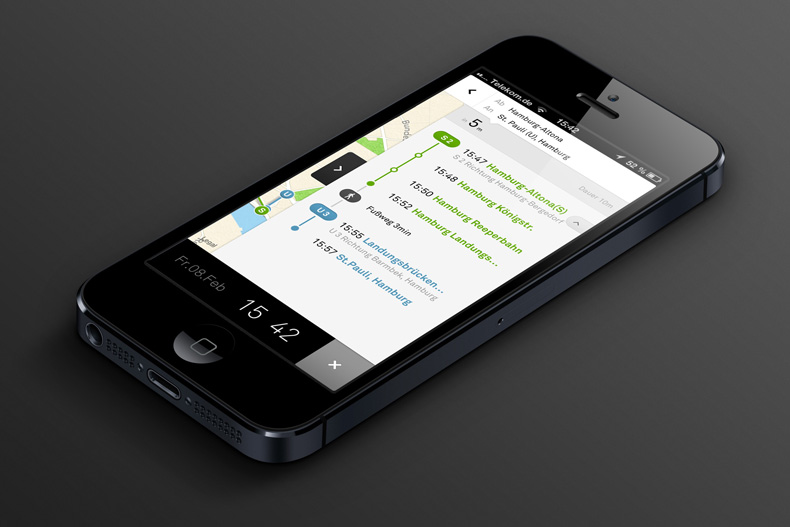 Telekom.de 15:42 52 %
Ab Hamburg-Altona
An St. Pauli (U), Hamburg
5 m
Dauer 10m
S2 15:47 Hamburg-Altona(S)
S 2 Richtung Hamburg-Bergedorf
15:48 Hamburg Königstr.
15:50 Hamburg Reeperbahn
15:52 Hamburg Landungs...
Fußweg 3min
U3 15:55 Landungsbrücken...
U 3 Richtung Barmbek, Hamburg
15:57 St.Pauli, Hamburg
U
S
Fr.08.Feb
15 42